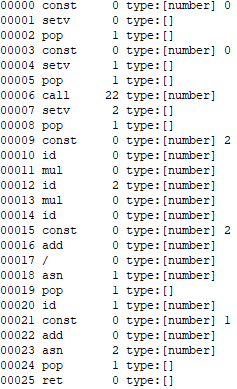 00000 const 0 type:[number] 0
00001 setv 0 type:[]
00002 pop 1 type:[]
00003 const 0 type:[number] 0
00004 setv 1 type:[]
00005 pop 1 type:[]
00006 call 22 type:[number]
00007 setv 2 type:[]
00008 pop 1 type:[]
00009 const 0 type:[number] 2
00010 id 0 type:[number]
00011 mul 0 type:[number]
00012 id 2 type:[number]
00013 mul 0 type:[number]
00014 id 0 type:[number]
00015 const 0 type:[number] 2
00016 add 0 type:[number]
00017 / 0 type:[number]
00018 asn 1 type:[number]
00019 pop 1 type:[]
00020 id 1 type:[number]
00021 const 0 type:[number] 1
00022 add 0 type:[number]
00023 asn 2 type:[number]
00024 pop 1 type:[]
00025 ret 0 type:[]